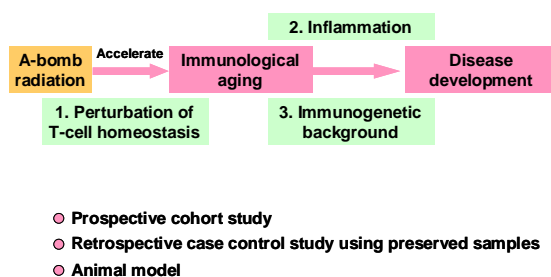 2. Inflammation
A-bomb
radiation
Accelerate
Immunological
aging
Disease
development
1. Perturbation of
T-cell homeostasis
3. Immunogenetic
background
Prospective cohort study
Retrospective case control study using preserved samples
Animal model